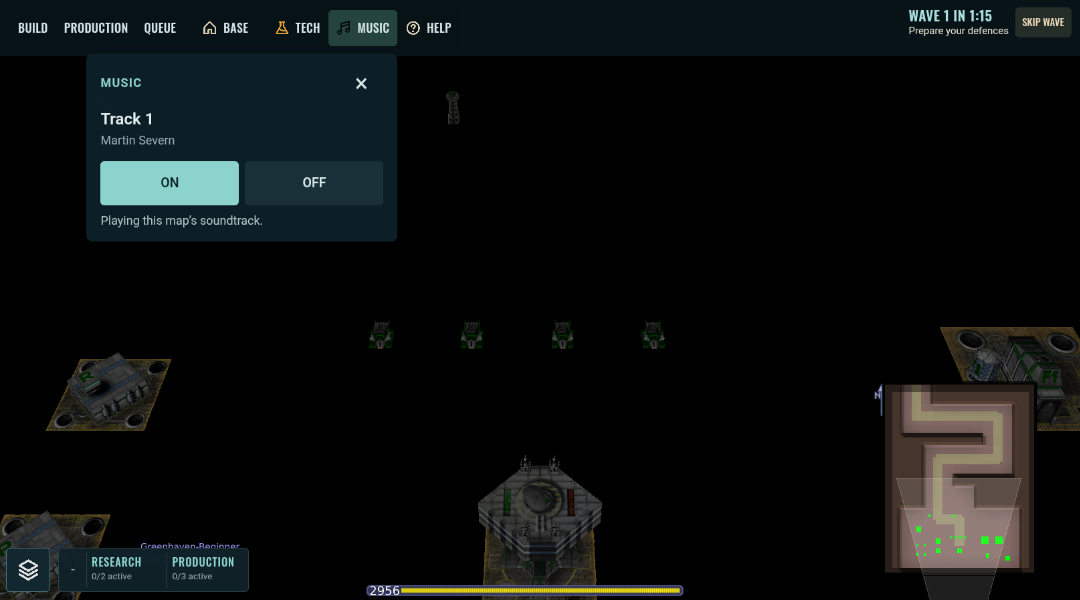 BUILD PRODUCTION QUEUE BASE TECH MUSIC HELP
WAVE 1 IN 1:15
Prepare your defences
SKIP WAVE
MUSIC
Track 1
Martin Severn
ON OFF
Playing this map's soundtrack.
R
F1
N
Greenhaven-Beginner
- RESEARCH PRODUCTION
0/2 active 0/3 active
2956